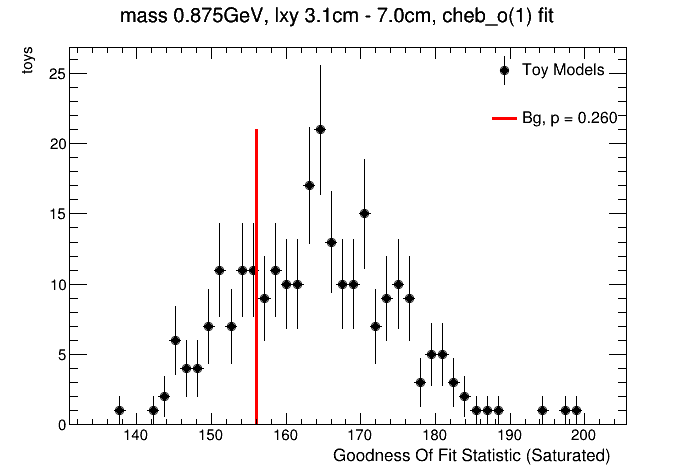 mass 0.875GeV, lxy 3.1cm - 7.0cm, cheb_o(1) fit
toys
Toy Models
Bg, p = 0.260
25
20
15
10
5
0
140 150 160 170 180 190 200
Goodness Of Fit Statistic (Saturated)